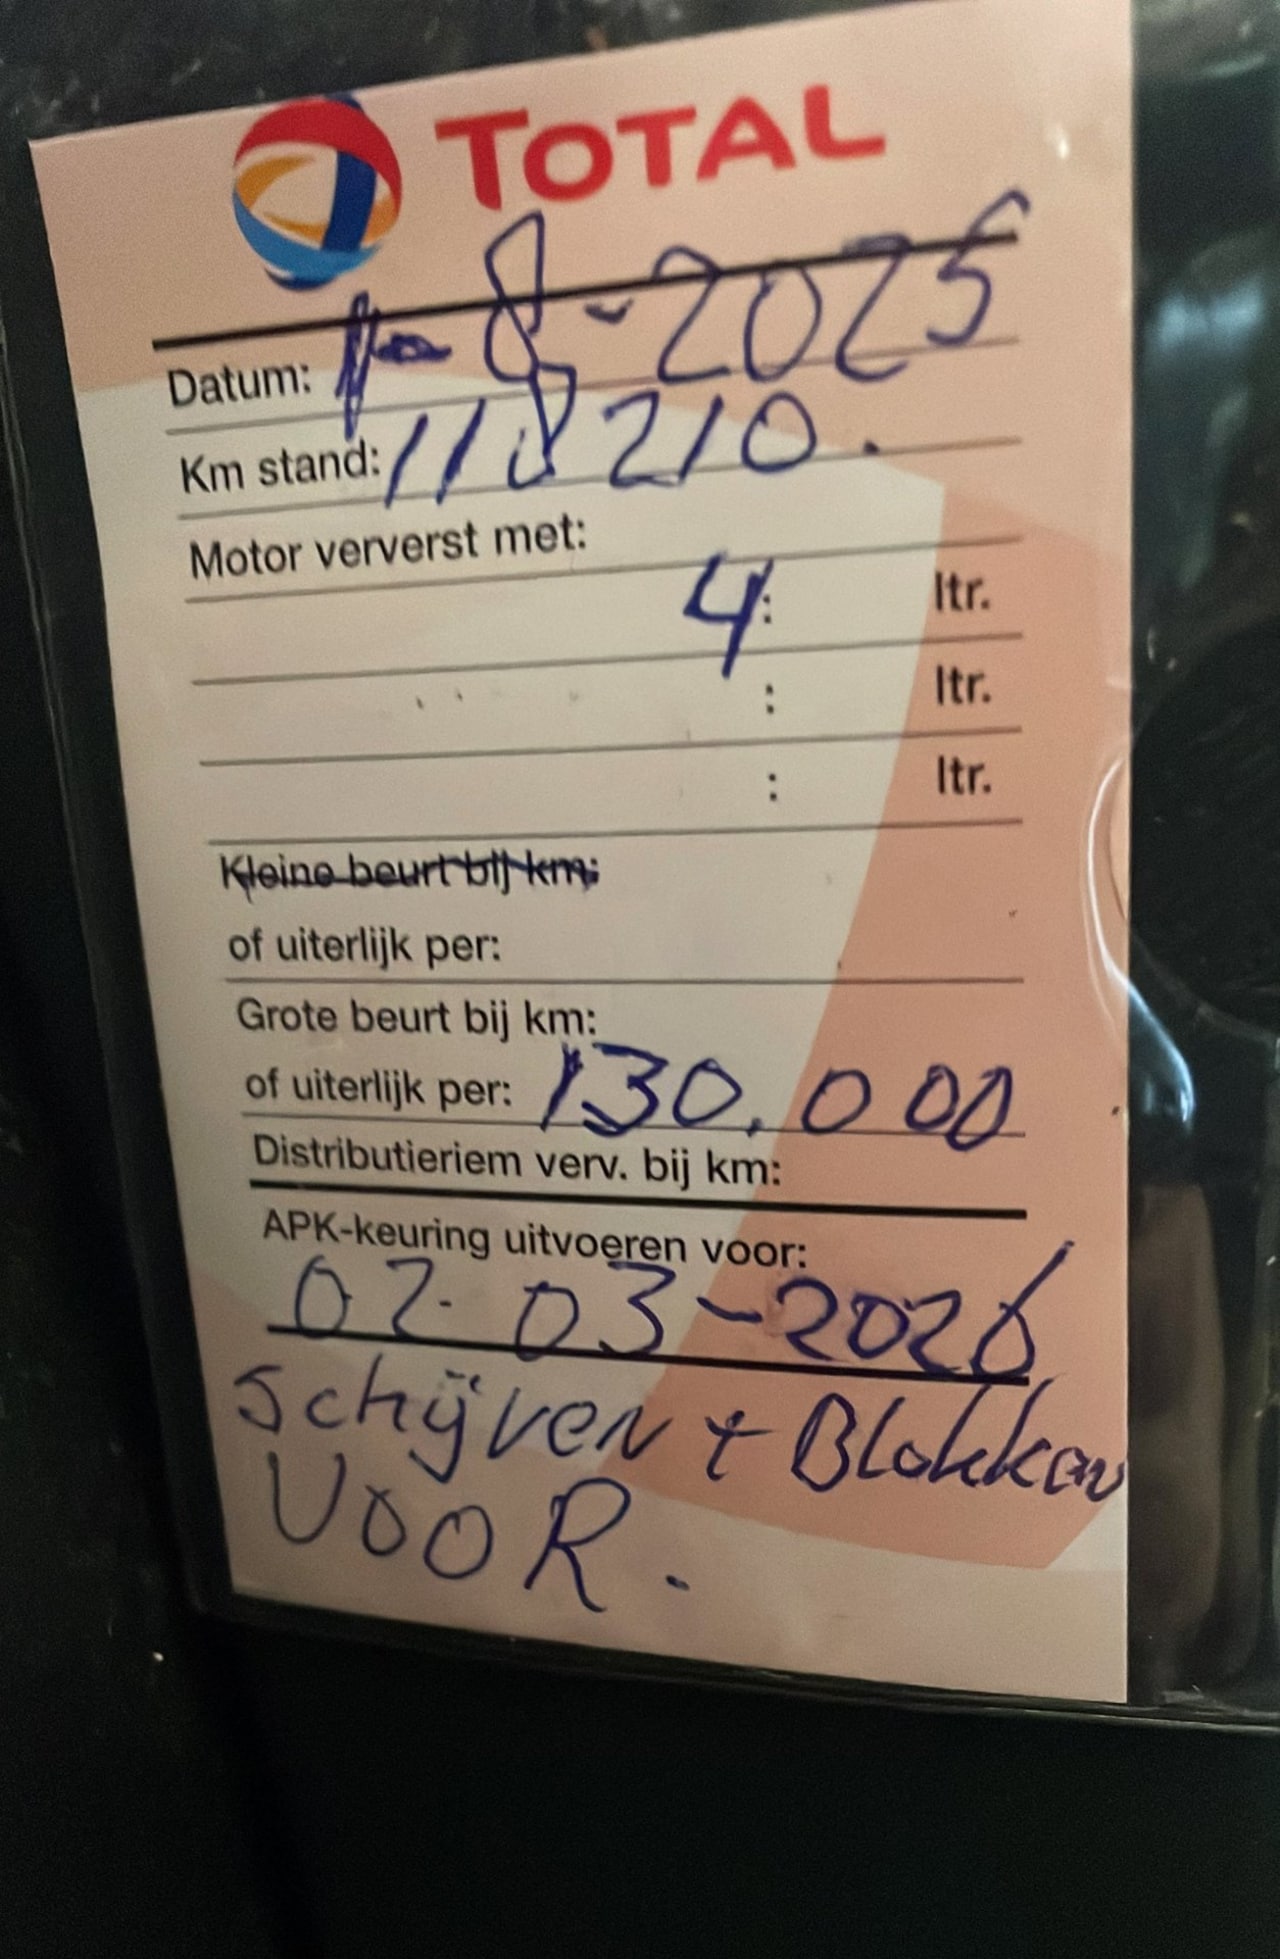 TOTAL
Datum: 1-8-2025
Km stand: 118210.
Motor ververst met:
4: ltr.
: ltr.
: ltr.
Kleine beurt bij km:
of uiterlijk per:
Grote beurt bij km:
of uiterlijk per: 130.000
Distributieriem verv. bij km:
APK-keuring uitvoeren voor:
02-03-2026
schijven + Blokken
VOOR.